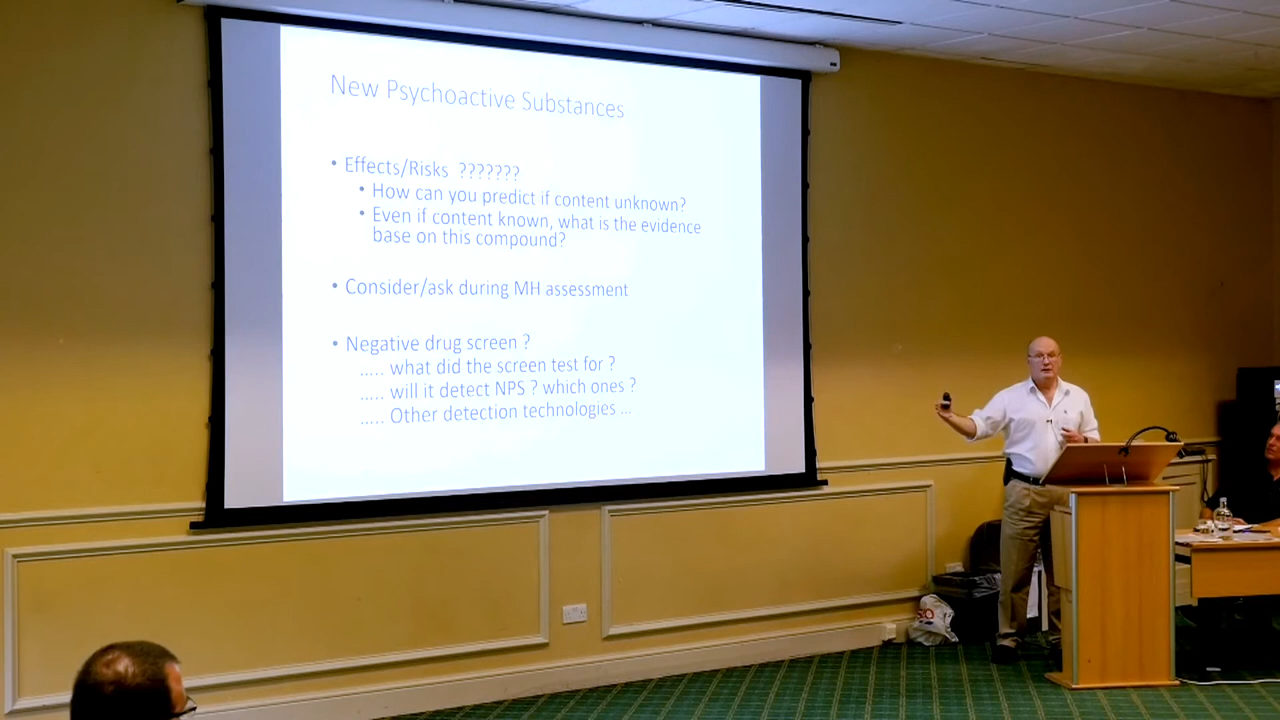 New Psychoactive Substances
• Effects/Risks ???????
• How can you predict if content unknown?
• Even if content known, what is the evidence
base on this compound?
• Consider/ask during MH assessment
• Negative drug screen ?
..... what did the screen test for ?
..... will it detect NPS ? which ones ?
..... Other detection technologies ...